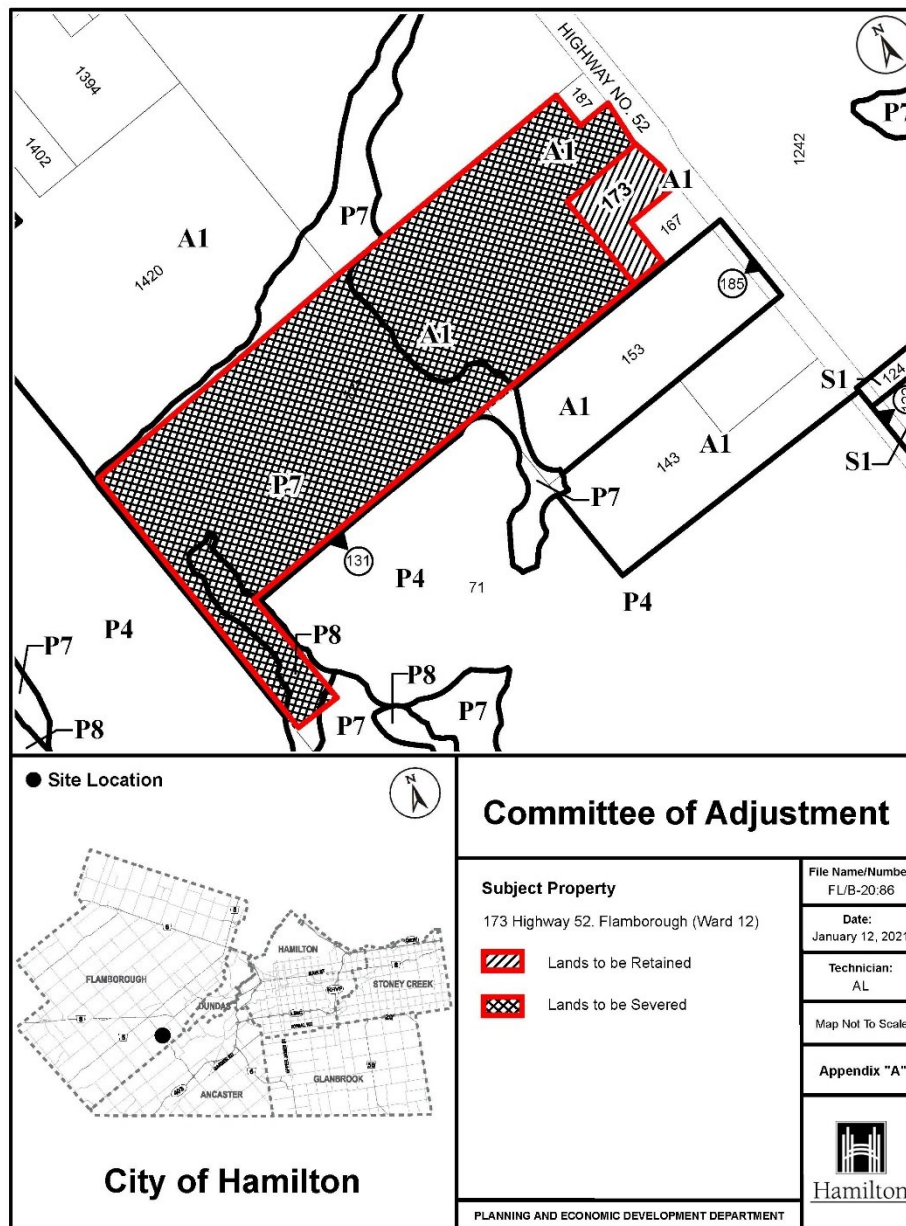 N
HIGHWAY NO. 52
1394
187
P7
1402
A1
1242
A1
173
P7
A1
167
1420
185
A1
153
S1
124
A1
143
A1
S1
P7
P7
131
P4
71
P4
P4
P8
P7
P8
P8
P7
P7
Site Location
N
FLAMBOROUGH
DUNDAS
HAMILTON
STONEY CREEK
ANCASTER
GLANBROOK
City of Hamilton
Committee of Adjustment
Subject Property
173 Highway 52. Flamborough (Ward 12)
Lands to be Retained
Lands to be Severed
File Name/Number
FL/B-20:86
Date:
January 12, 2021
Technician:
AL
Map Not To Scale
Appendix "A"
Hamilton
PLANNING AND ECONOMIC DEVELOPMENT DEPARTMENT